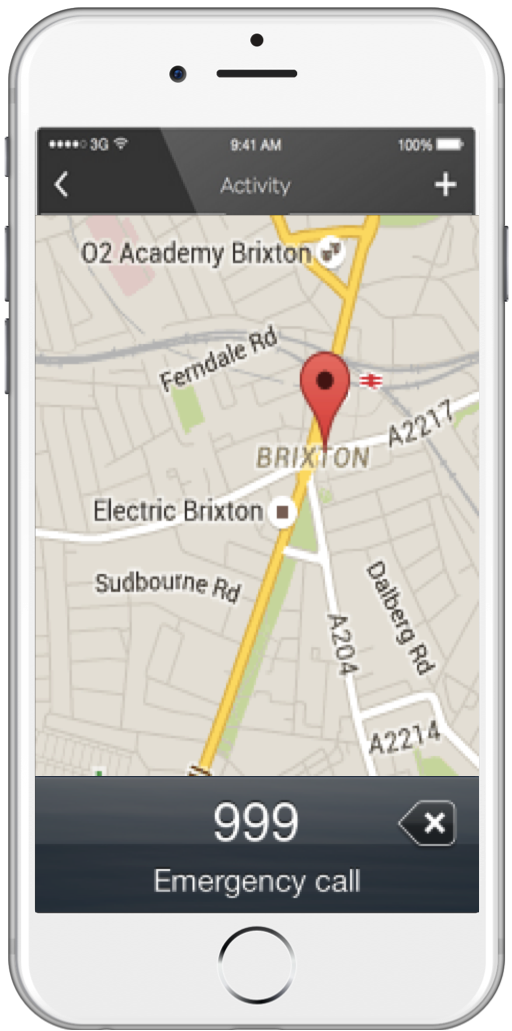 3G 9:41 AM 100%
Activity
O2 Academy Brixton
Ferndale Rd
A2217
BRIXTON
Electric Brixton
Sudbourne Rd
Dalberg Rd
A204
A2214
999
Emergency call